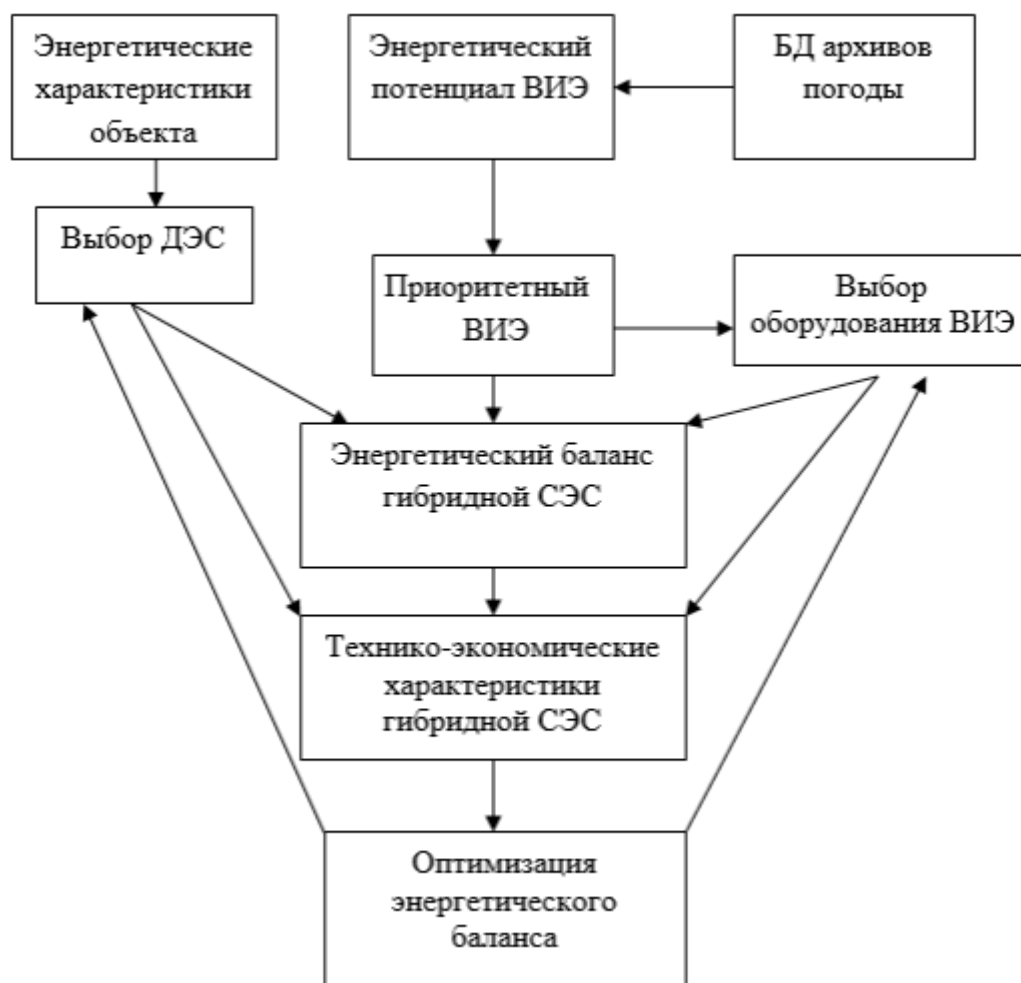 Энергетические
характеристики
объекта
Энергетический
потенциал ВИЭ
БД архивов
погоды
Выбор ДЭС
Приоритетный
ВИЭ
Выбор
оборудования ВИЭ
Энергетический баланс
гибридной СЭС
Технико-экономические
характеристики
гибридной СЭС
Оптимизация
энергетического
баланса